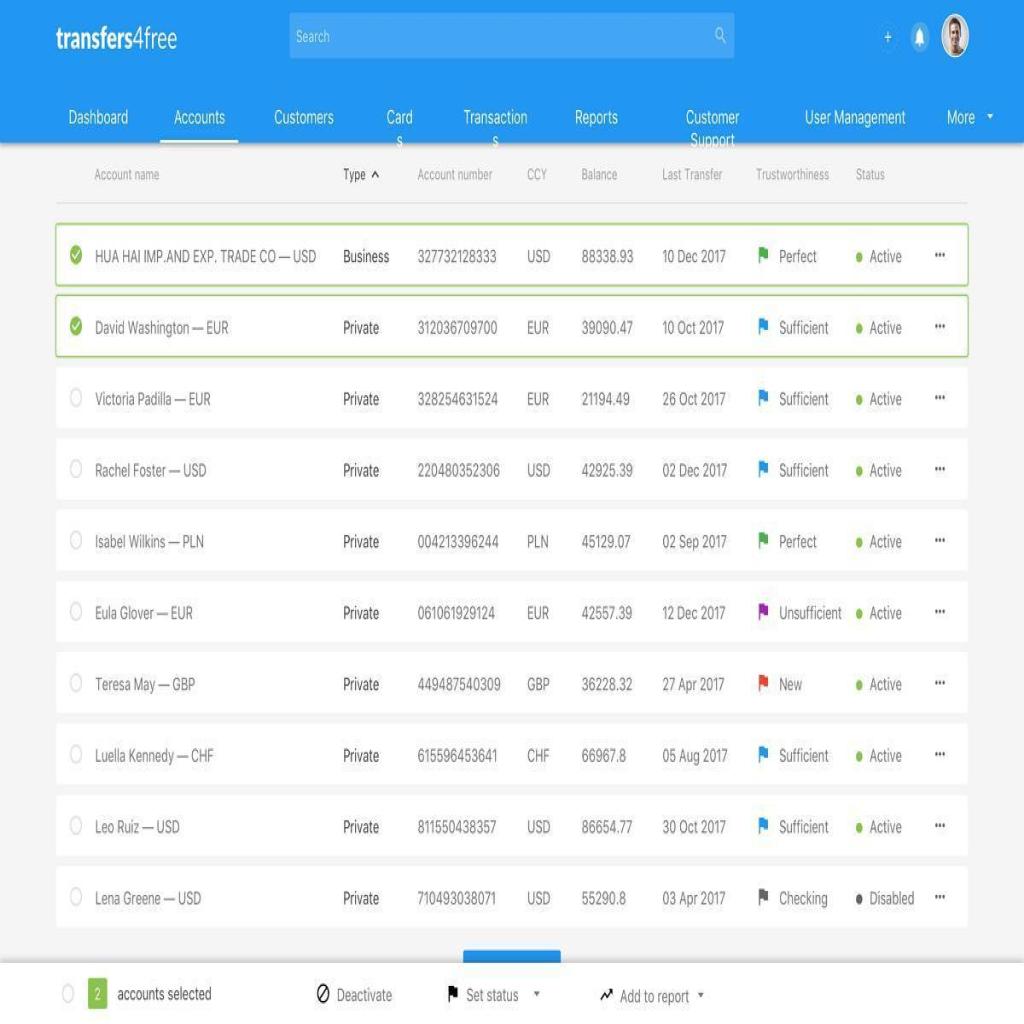 transfers4free
Search
+
Dashboard Accounts Customers Card Transaction Reports Customer User Management More
s s Support
Account name Type Account number CCY Balance Last Transfer Trustworthiness Status
HUA HAI IMP.AND EXP. TRADE CO — USD Business 327732128333 USD 88338.93 10 Dec 2017 Perfect Active ···
David Washington — EUR Private 312036709700 EUR 39090.47 10 Oct 2017 Sufficient Active ···
Victoria Padilla — EUR Private 328254631524 EUR 21194.49 26 Oct 2017 Sufficient Active ···
Rachel Foster — USD Private 220480352306 USD 42925.39 02 Dec 2017 Sufficient Active ···
Isabel Wilkins — PLN Private 004213396244 PLN 45129.07 02 Sep 2017 Perfect Active ···
Eula Glover — EUR Private 061061929124 EUR 42557.39 12 Dec 2017 Unsufficient Active ···
Teresa May — GBP Private 449487540309 GBP 36228.32 27 Apr 2017 New Active ···
Luella Kennedy — CHF Private 615596453641 CHF 66967.8 05 Aug 2017 Sufficient Active ···
Leo Ruiz — USD Private 811550438357 USD 86654.77 30 Oct 2017 Sufficient Active ···
Lena Greene — USD Private 710493038071 USD 55290.8 03 Apr 2017 Checking Disabled ···
2 accounts selected Deactivate Set status Add to report